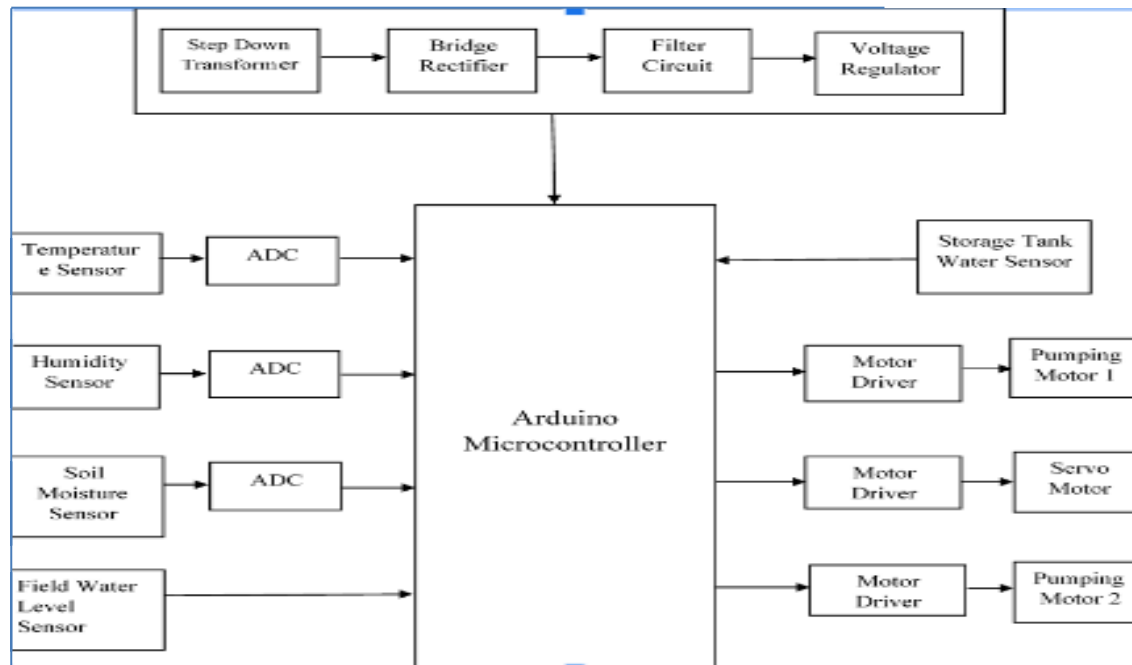 Step Down
Transformer
Bridge
Rectifier
Filter
Circuit
Voltage
Regulator
Temperatur
e Sensor
ADC
Storage Tank
Water Sensor
Humidity
Sensor
ADC
Motor
Driver
Pumping
Motor 1
Arduino
Microcontroller
Soil
Moisture
Sensor
ADC
Motor
Driver
Servo
Motor
Field Water
Level
Sensor
Motor
Driver
Pumping
Motor 2